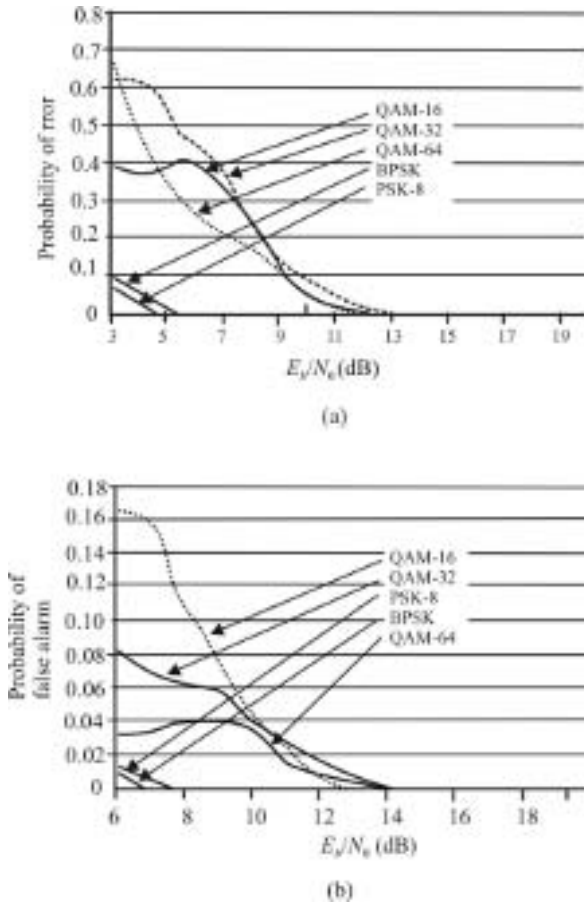 0.8
0.7
0.6
0.5
0.4
0.3
0.2
0.1
0
Probability of rror
QAM-16
QAM-32
QAM-64
BPSK
PSK-8
3 5 7 9 11 13 15 17 19
E_b/N_0 (dB)
(a)
0.18
0.16
0.14
0.12
0.10
0.08
0.06
0.04
0.02
0
Probability of
false alarm
QAM-16
QAM-32
PSK-8
BPSK
QAM-64
6 8 10 12 14 16 18
E_b/N_0 (dB)
(b)